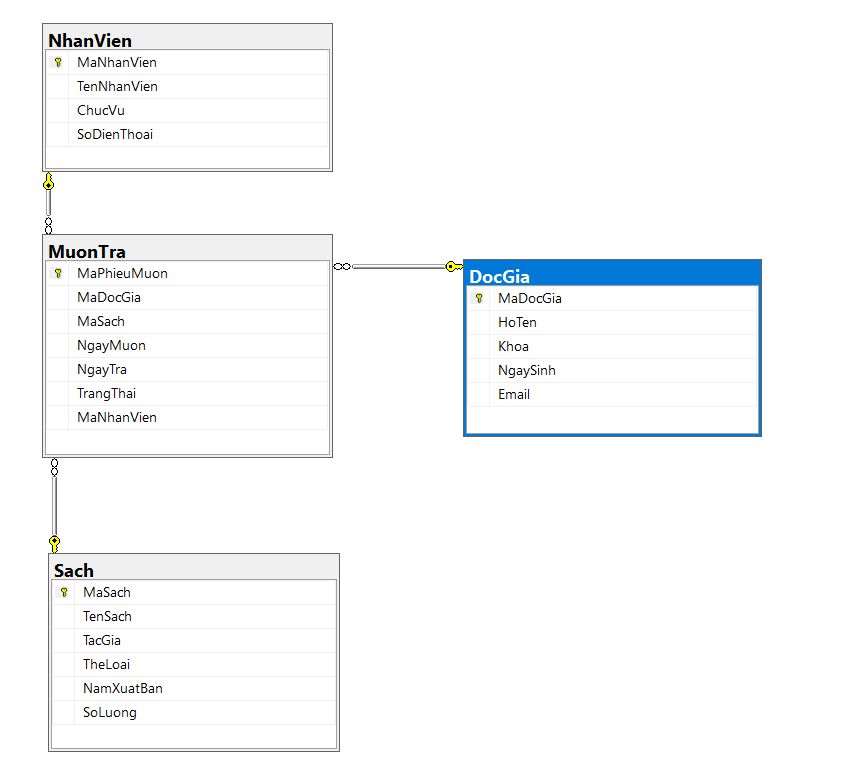 NhanVien
MaNhanVien
TenNhanVien
ChucVu
SoDienThoai
MuonTra
MaPhieuMuon
MaDocGia
MaSach
NgayMuon
NgayTra
TrangThai
MaNhanVien
DocGia
MaDocGia
HoTen
Khoa
NgaySinh
Email
Sach
MaSach
TenSach
TacGia
TheLoai
NamXuatBan
SoLuong